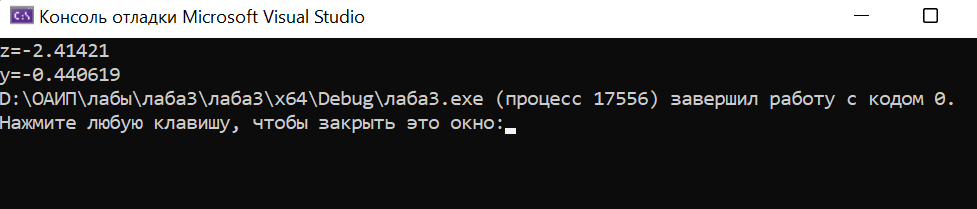 Консоль отладки Microsoft Visual Studio
z=-2.41421
y=-0.440619
D:\ОАИП\лабы\лаба3\лаба3\x64\Debug\лаба3.exe (процесс 17556) завершил работу с кодом 0.
Нажмите любую клавишу, чтобы закрыть это окно: